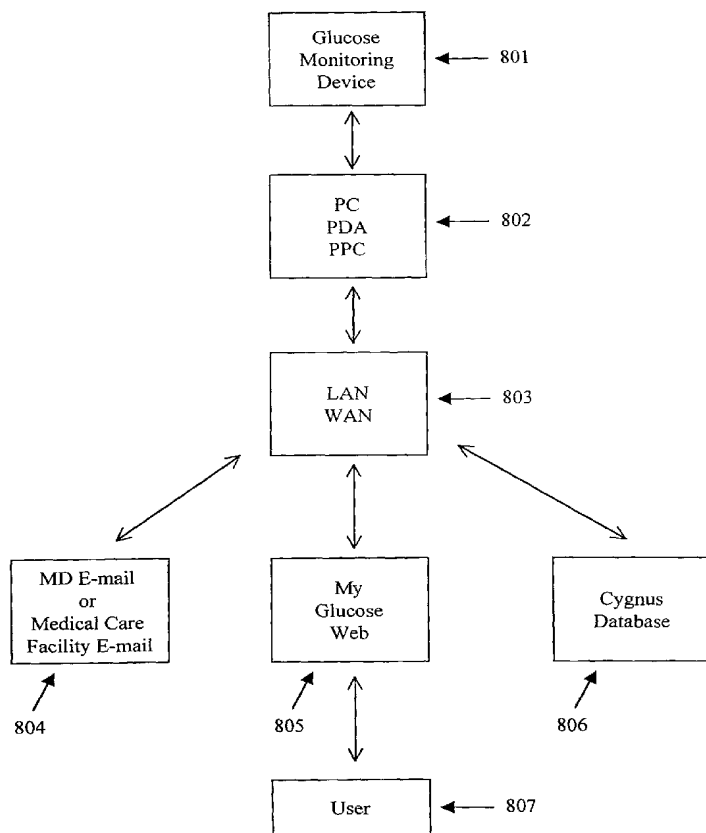 Glucose
Monitoring
Device
801
PC
PDA
PPC
802
LAN
WAN
803
MD E-mail
or
Medical Care
Facility E-mail
804
My
Glucose
Web
805
Cygnus
Database
806
User
807